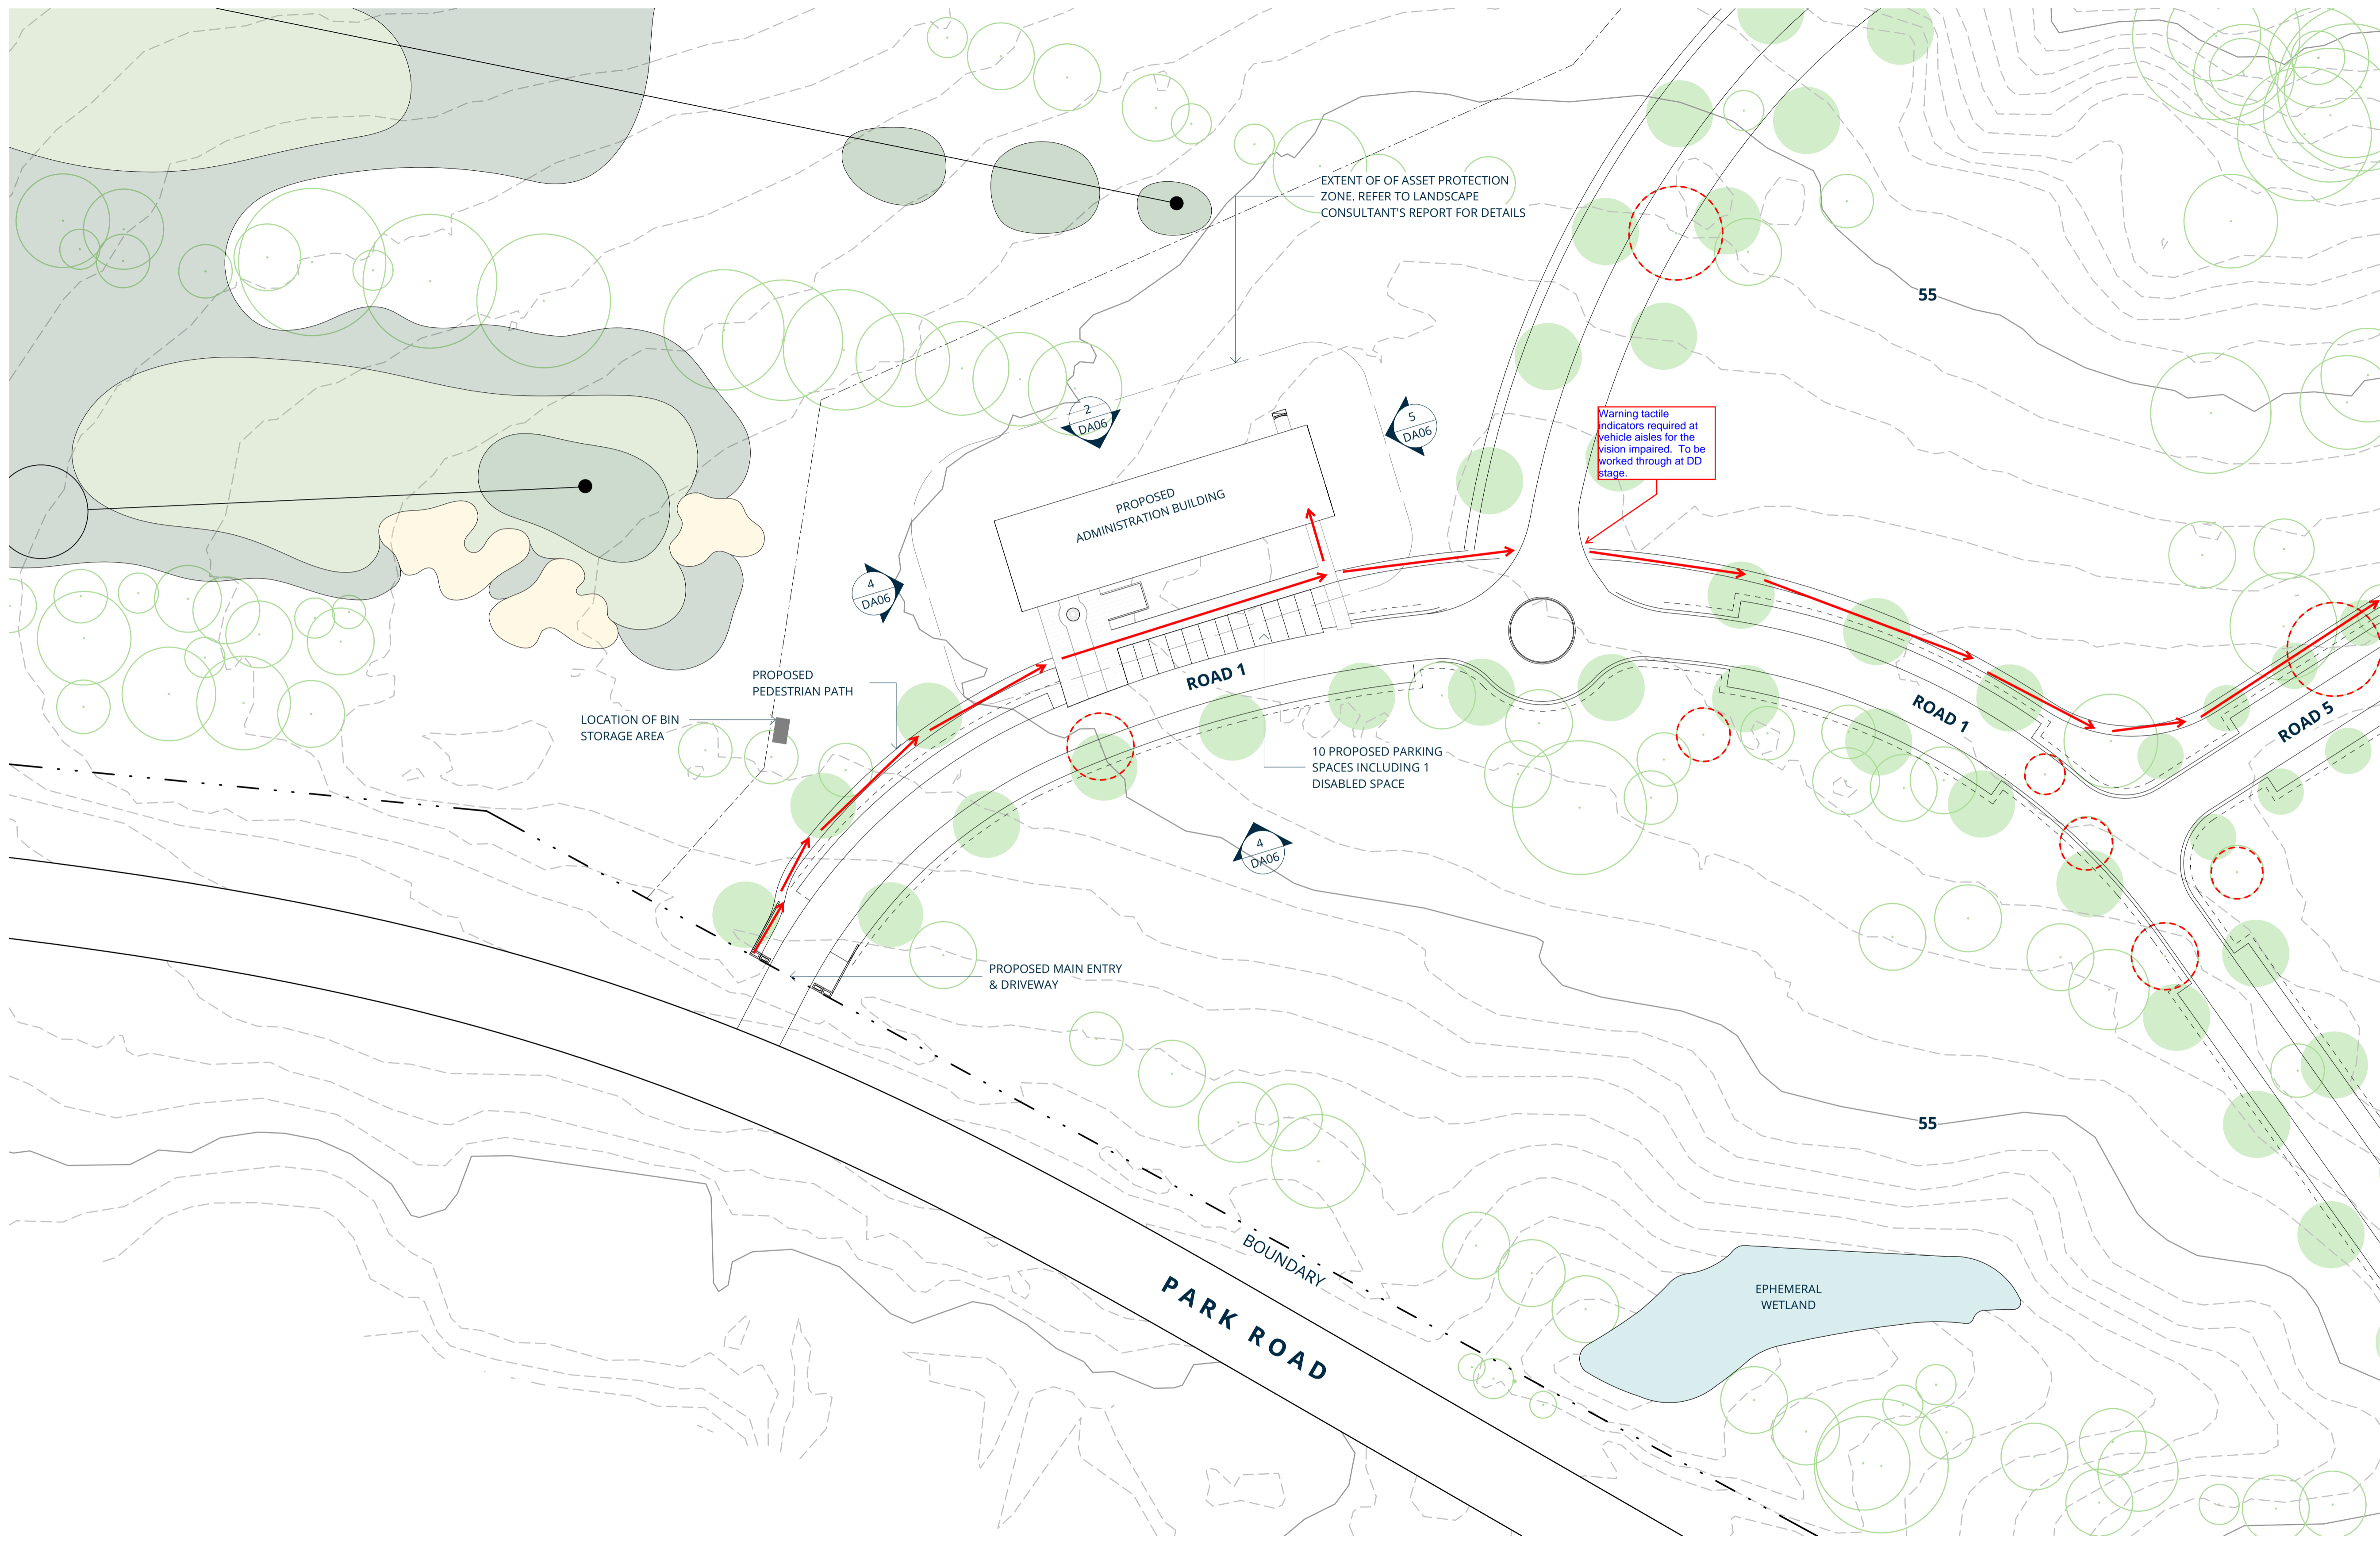 EXTENT OF OF ASSET PROTECTION
ZONE. REFER TO LANDSCAPE
CONSULTANT'S REPORT FOR DETAILS
55
2
DA06
5
DA06
Warning tactile
indicators required at
vehicle aisles for the
vision impaired. To be
worked through at DD
stage.
PROPOSED
ADMINISTRATION BUILDING
4
DA06
PROPOSED
PEDESTRIAN PATH
LOCATION OF BIN
STORAGE AREA
ROAD 1
ROAD 1
ROAD 5
10 PROPOSED PARKING
SPACES INCLUDING 1
DISABLED SPACE
4
DA06
PROPOSED MAIN ENTRY
& DRIVEWAY
55
BOUNDARY
PARK ROAD
EPHEMERAL
WETLAND